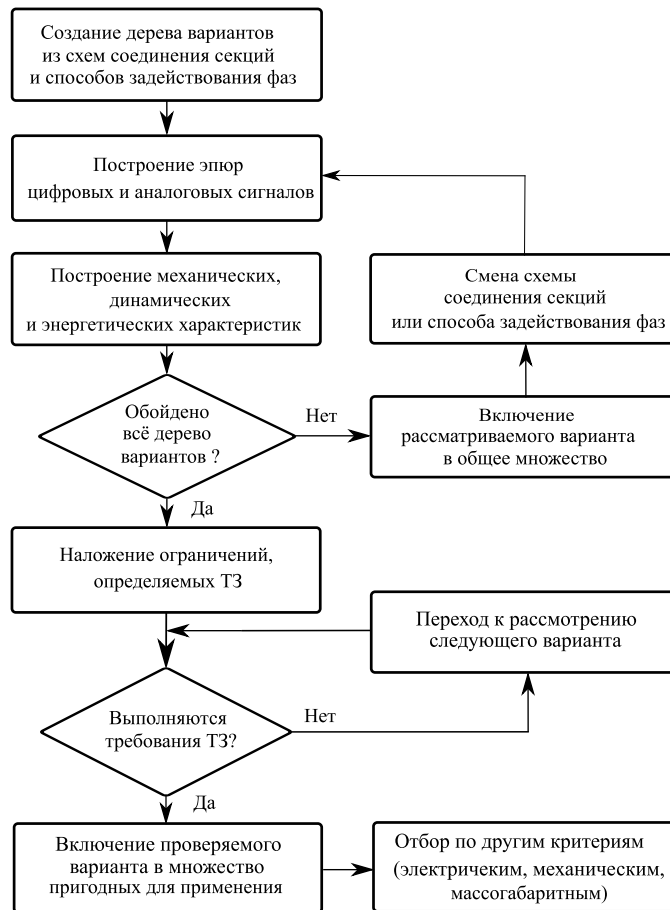 Создание дерева вариантов
из схем соединения секций
и способов задействования фаз
Построение эпюр
цифровых и аналоговых сигналов
Построение механических,
динамических
и энергетических характеристик
Смена схемы
соединения секций
или способа задействования фаз
Обойдено
всё дерево
вариантов ?
Нет
Включение
рассматриваемого варианта
в общее множество
Да
Наложение ограничений,
определяемых ТЗ
Переход к рассмотрению
следующего варианта
Выполняются
требования ТЗ?
Нет
Да
Включение проверяемого
варианта в множество
пригодных для применения
Отбор по другим критериям
(электричеким, механическим,
массогабаритным)